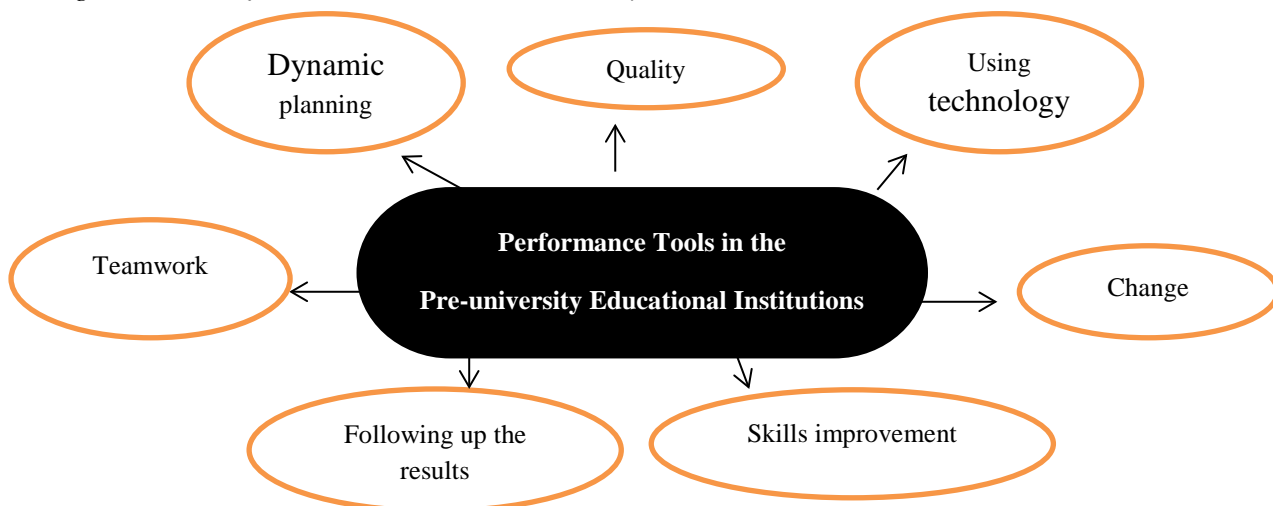 Dynamic
planning
Quality
Using
technology
Performance Tools in the
Pre-university Educational Institutions
Teamwork
Change
Following up the
results
Skills improvement